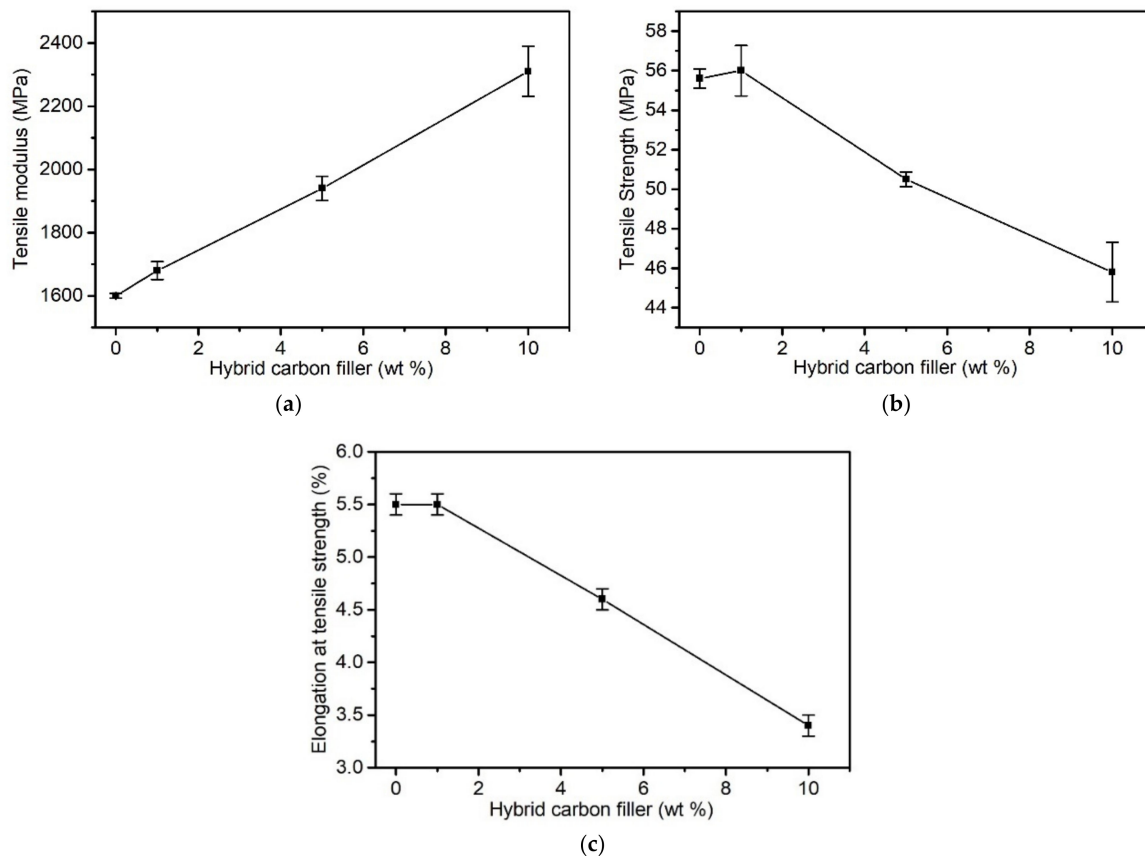 2400
2200
2000
1800
1600
Tensile modulus (MPa)
0 2 4 6 8 10
Hybrid carbon filler (wt %)
(a)
58
56
54
52
50
48
46
44
Tensile Strength (MPa)
0 2 4 6 8 10
Hybrid carbon filler (wt %)
(b)
6.0
5.5
5.0
4.5
4.0
3.5
3.0
Elongation at tensile strength (%)
0 2 4 6 8 10
Hybrid carbon filler (wt %)
(c)